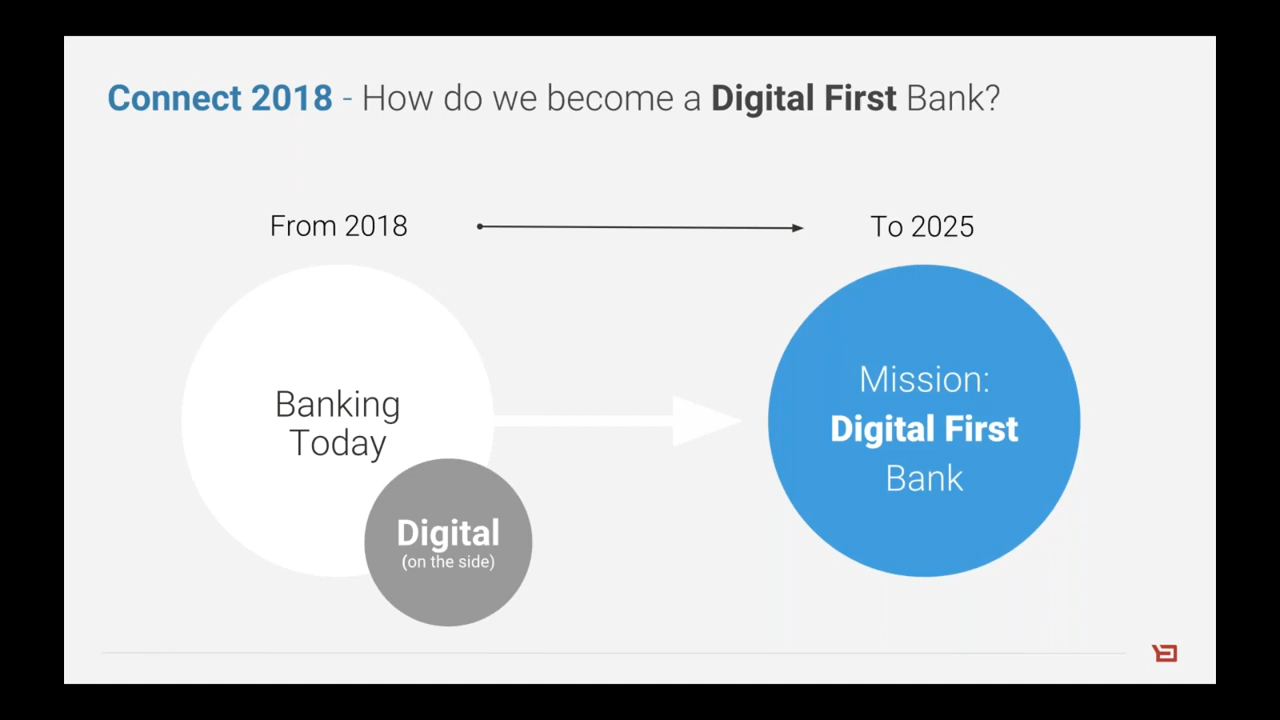 Connect 2018 - How do we become a Digital First Bank?
From 2018
To 2025
Banking
Today
Digital
(on the side)
Mission:
Digital First
Bank